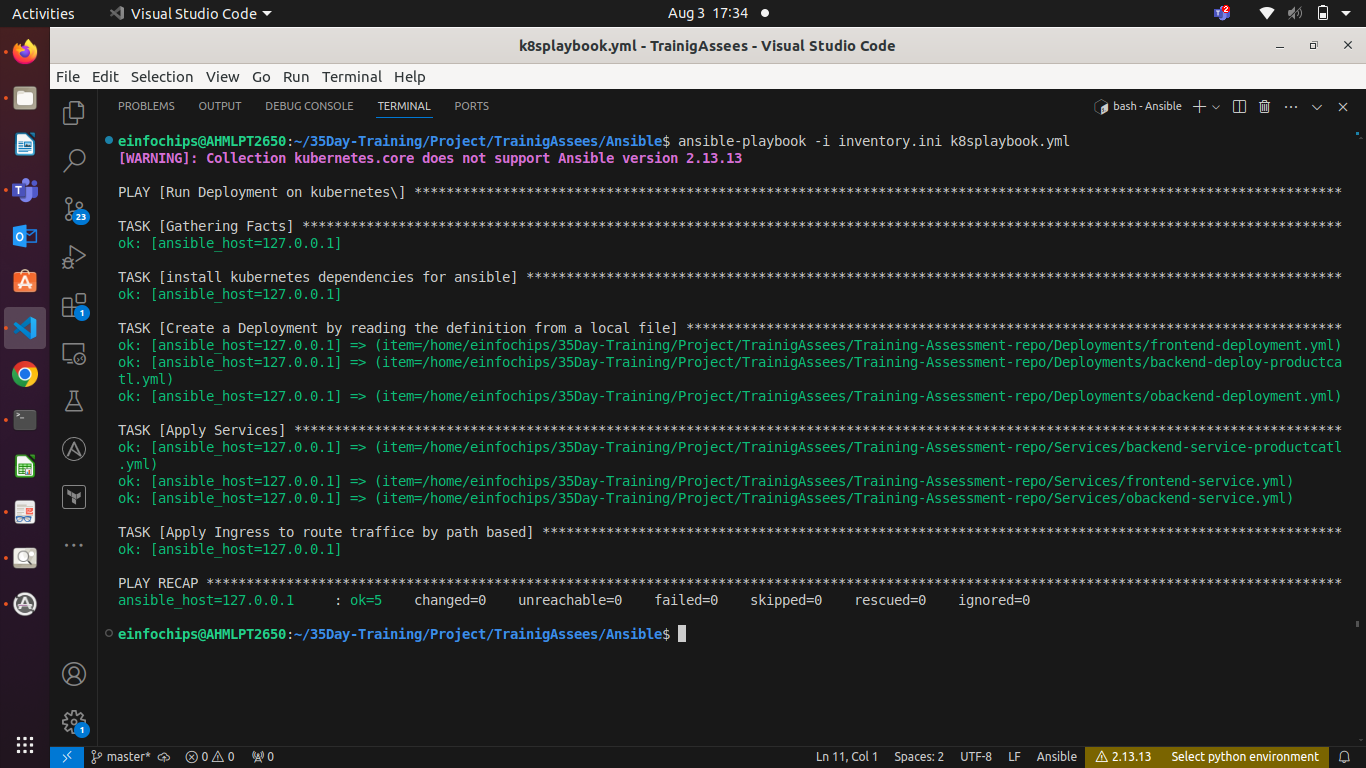 Activities
Visual Studio Code
Aug 3 17:34
2
k8splaybook.yml - TrainigAssees - Visual Studio Code
File Edit Selection View Go Run Terminal Help
PROBLEMS OUTPUT DEBUG CONSOLE TERMINAL PORTS
bash - Ansible
einfochips@AHMLPT2650:~/35Day-Training/Project/TrainigAssees/Ansible$ ansible-playbook -i inventory.ini k8splaybook.yml
[WARNING]: Collection kubernetes.core does not support Ansible version 2.13.13
PLAY [Run Deployment on kubernetes\] ********************************************************************************************************************
TASK [Gathering Facts] **********************************************************************************************************************************
ok: [ansible_host=127.0.0.1]
TASK [install kubernetes dependencies for ansible] ******************************************************************************************************
ok: [ansible_host=127.0.0.1]
TASK [Create a Deployment by reading the definition from a local file] **********************************************************************************
ok: [ansible_host=127.0.0.1] => (item=/home/einfochips/35Day-Training/Project/TrainigAssees/Training-Assessment-repo/Deployments/frontend-deployment.yml)
ok: [ansible_host=127.0.0.1] => (item=/home/einfochips/35Day-Training/Project/TrainigAssees/Training-Assessment-repo/Deployments/backend-deploy-productca
tl.yml)
ok: [ansible_host=127.0.0.1] => (item=/home/einfochips/35Day-Training/Project/TrainigAssees/Training-Assessment-repo/Deployments/obackend-deployment.yml)
TASK [Apply Services] ***********************************************************************************************************************************
ok: [ansible_host=127.0.0.1] => (item=/home/einfochips/35Day-Training/Project/TrainigAssees/Training-Assessment-repo/Services/backend-service-productcatl
.yml)
ok: [ansible_host=127.0.0.1] => (item=/home/einfochips/35Day-Training/Project/TrainigAssees/Training-Assessment-repo/Services/frontend-service.yml)
ok: [ansible_host=127.0.0.1] => (item=/home/einfochips/35Day-Training/Project/TrainigAssees/Training-Assessment-repo/Services/obackend-service.yml)
TASK [Apply Ingress to route traffice by path based] ****************************************************************************************************
ok: [ansible_host=127.0.0.1]
PLAY RECAP **********************************************************************************************************************************************
ansible_host=127.0.0.1 : ok=5 changed=0 unreachable=0 failed=0 skipped=0 rescued=0 ignored=0
einfochips@AHMLPT2650:~/35Day-Training/Project/TrainigAssees/Ansible$
23
1
1
master* 0 0 0 Ln 11, Col 1 Spaces: 2 UTF-8 LF Ansible 2.13.13 Select python environment